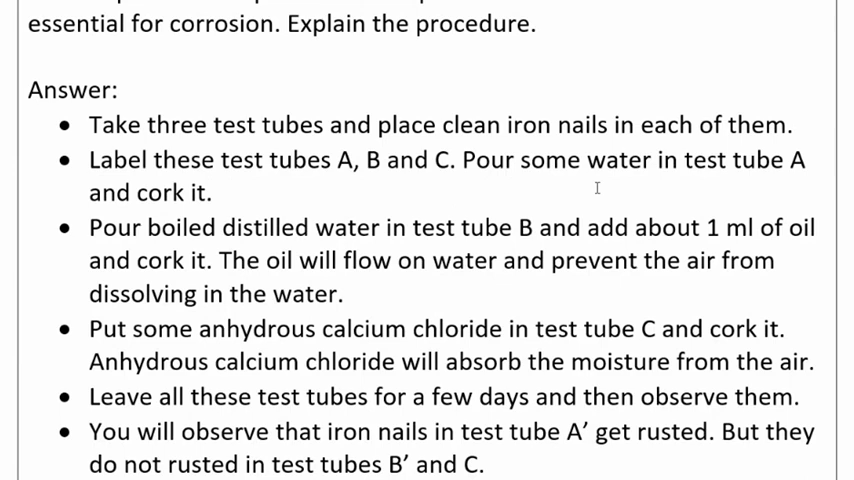 essential for corrosion. Explain the procedure.
Answer:
• Take three test tubes and place clean iron nails in each of them.
• Label these test tubes A, B and C. Pour some water in test tube A
and cork it.
• Pour boiled distilled water in test tube B and add about 1 ml of oil
and cork it. The oil will flow on water and prevent the air from
dissolving in the water.
• Put some anhydrous calcium chloride in test tube C and cork it.
Anhydrous calcium chloride will absorb the moisture from the air.
• Leave all these test tubes for a few days and then observe them.
• You will observe that iron nails in test tube A’ get rusted. But they
do not rusted in test tubes B’ and C.